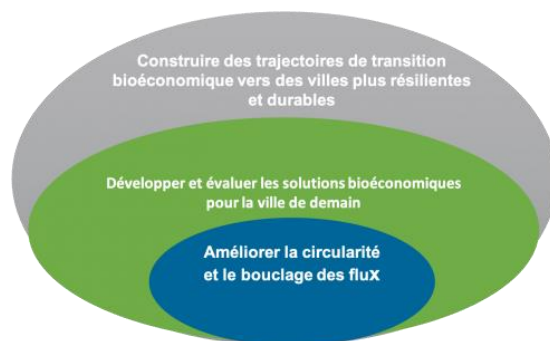 Construire des trajectoires de transition
bioéconomique vers des villes plus résilientes
et durables
Développer et évaluer les solutions bioéconomiques
pour la ville de demain
Améliorer la circularité
et le bouclage des flux